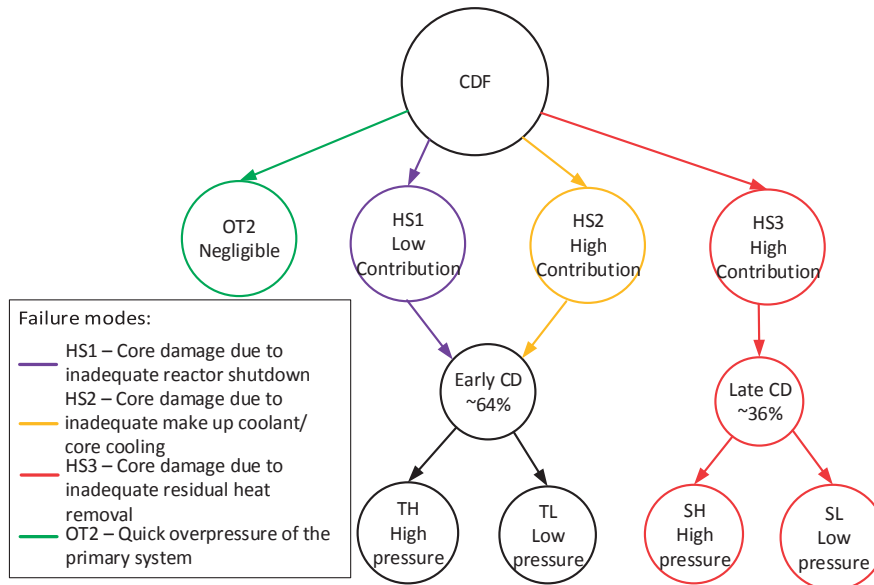 CDF
OT2
Negligible
HS1
Low
Contribution
HS2
High
Contribution
HS3
High
Contribution
Failure modes:
HS1 – Core damage due to
inadequate reactor shutdown
HS2 – Core damage due to
inadequate make up coolant/
core cooling
HS3 – Core damage due to
inadequate residual heat
removal
OT2 – Quick overpressure of the
primary system
Early CD
~64%
Late CD
~36%
TH
High
pressure
TL
Low
pressure
SH
High
pressure
SL
Low
pressure